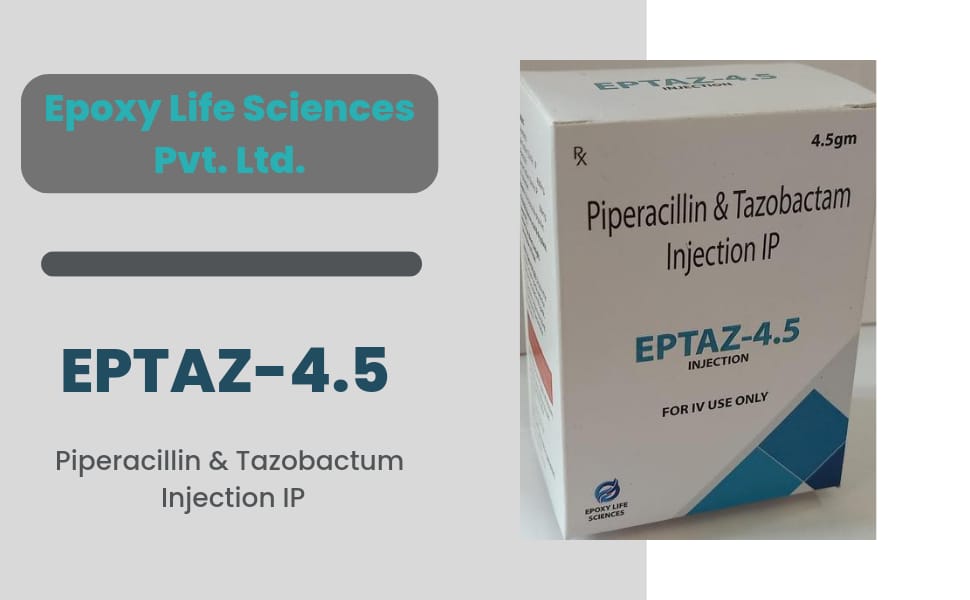 Epoxy Life Sciences
Pvt. Ltd.
EPTAZ-4.5
Piperacillin & Tazobactum
Injection IP
EPTAZ-4.5
INJECTION
Rx
4.5gm
Piperacillin & Tazobactam
Injection IP
EPTAZ-4.5
INJECTION
FOR IV USE ONLY
EPOXY LIFE
SCIENCES